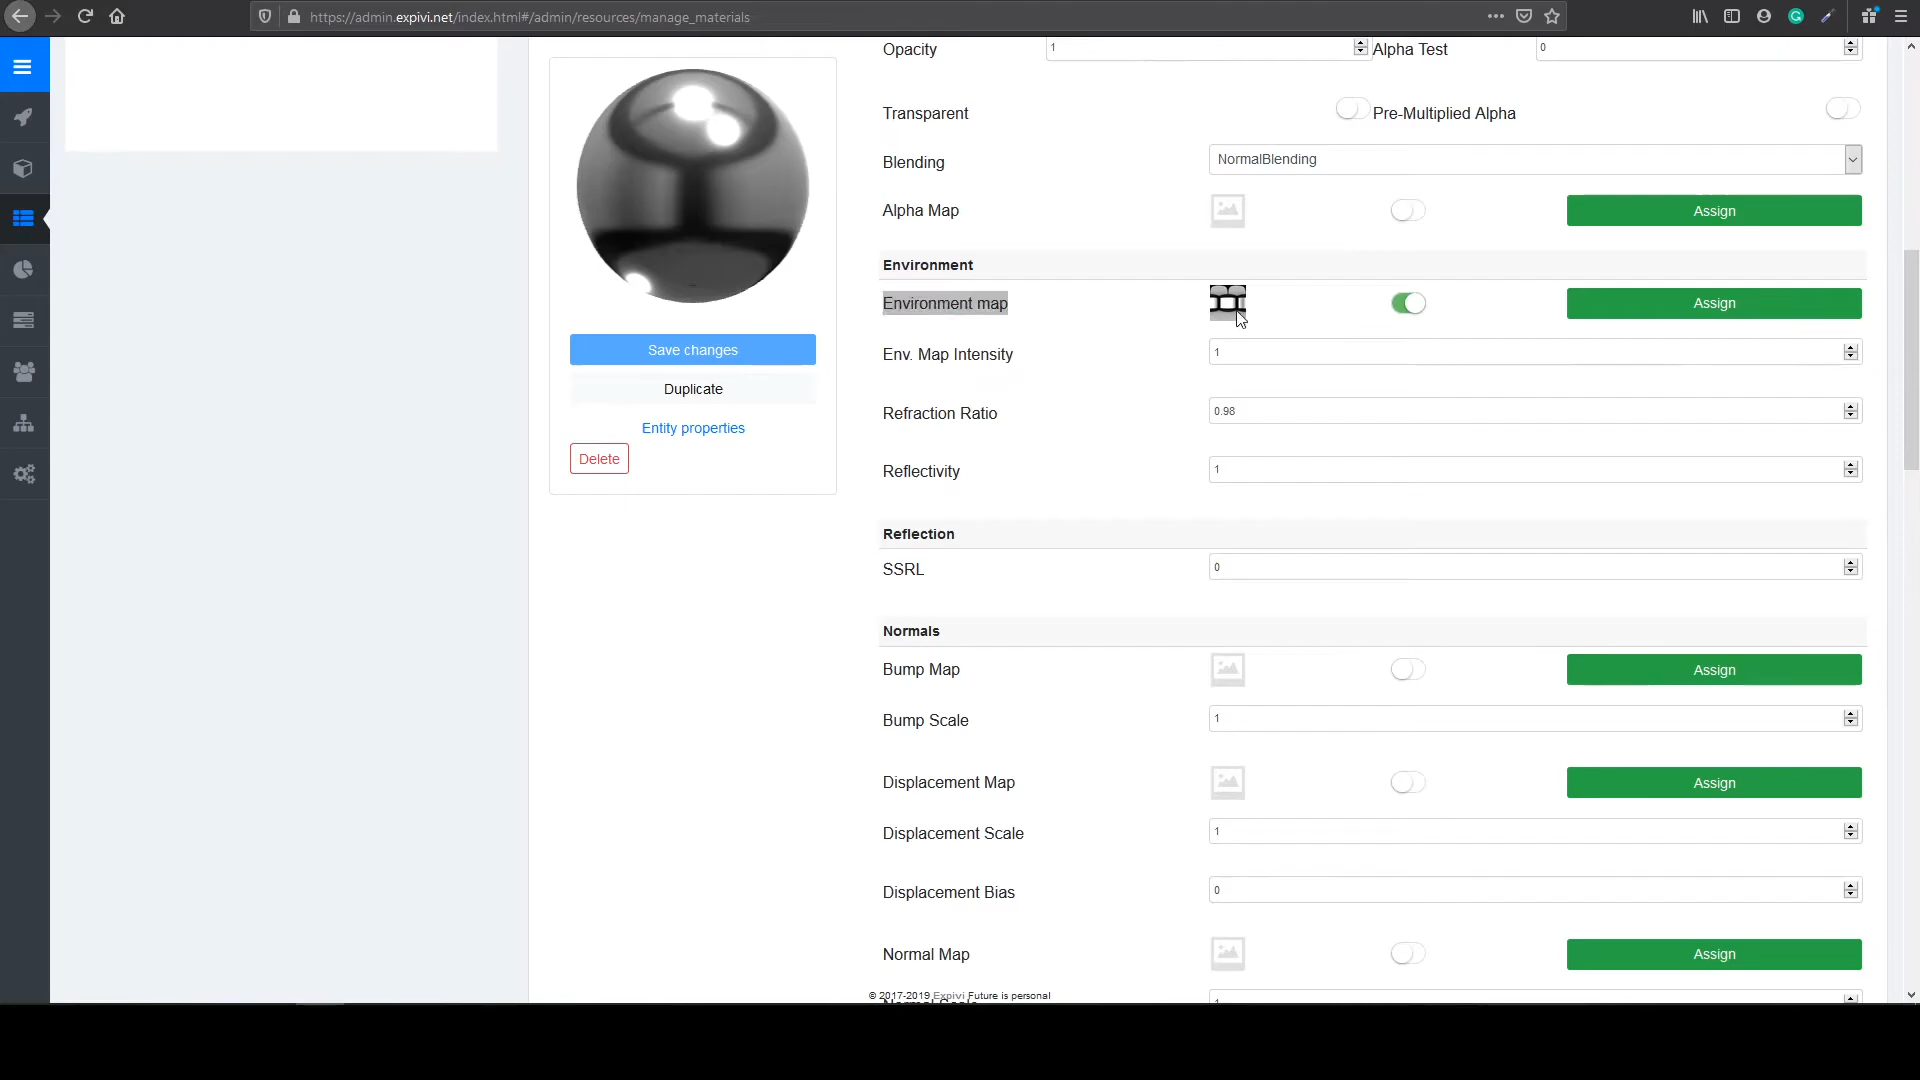 https://admin.expivi.net/index.html#/admin/resources/manage_materials
Opacity 1 Alpha Test 0
Transparent Pre-Multiplied Alpha
Blending NormalBlending
Alpha Map Assign
Environment
Environment map Assign
Env. Map Intensity 1
Save changes
Duplicate
Refraction Ratio 0.98
Entity properties
Delete
Reflectivity 1
Reflection
SSRL 0
Normals
Bump Map Assign
Bump Scale 1
Displacement Map Assign
Displacement Scale 1
Displacement Bias 0
Normal Map Assign
© 2017-2019 Expivi Future is personal